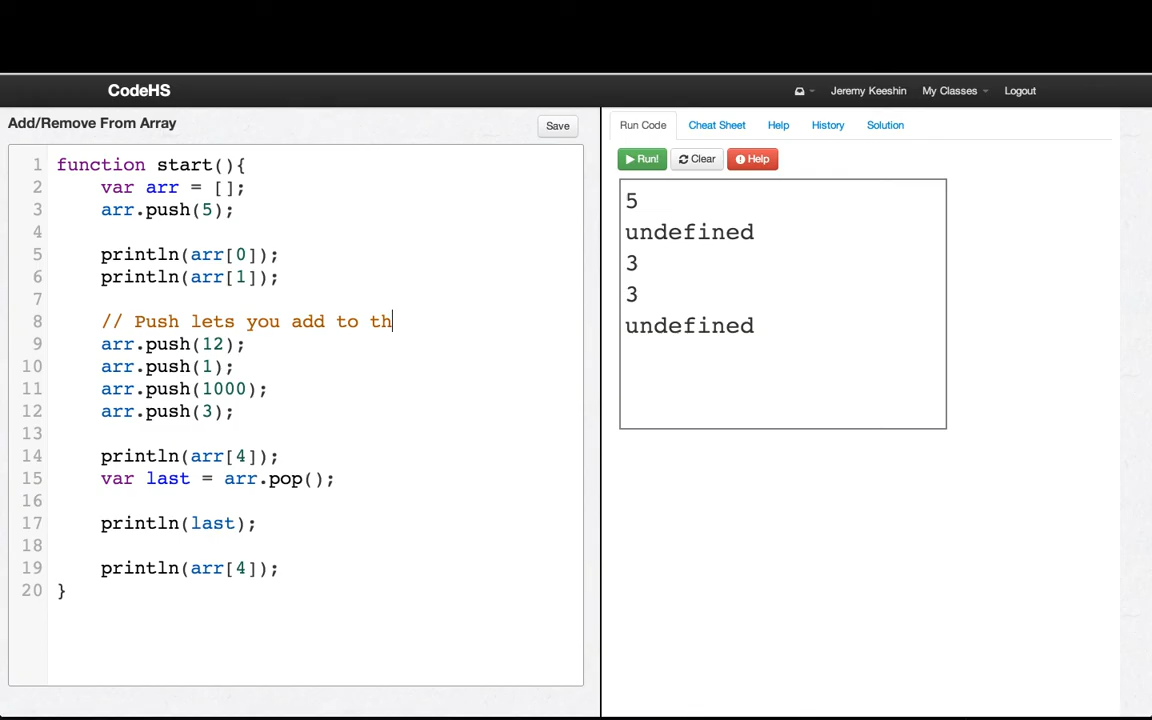 CodeHS
Jeremy Keeshin My Classes Logout
Add/Remove From Array
Save
Run Code Cheat Sheet Help History Solution
Run! Clear Help
1 function start(){
2 var arr = [];
3 arr.push(5);
4
5 println(arr[0]);
6 println(arr[1]);
7
8 // Push lets you add to th
9 arr.push(12);
10 arr.push(1);
11 arr.push(1000);
12 arr.push(3);
13
14 println(arr[4]);
15 var last = arr.pop();
16
17 println(last);
18
19 println(arr[4]);
20 }
5
undefined
3
3
undefined